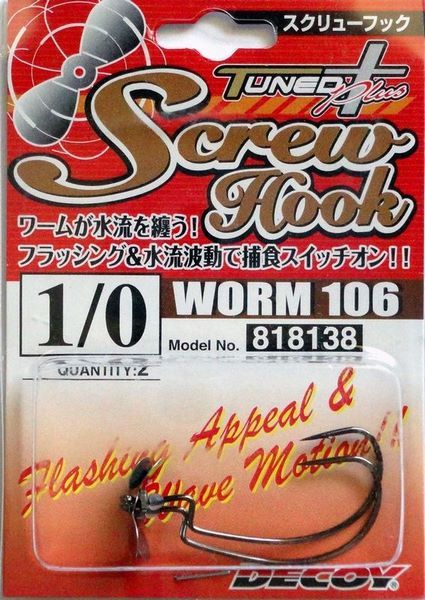 スクリューフック
TUNED Plus
Screw
Hook
ワームが水流を纏う!
フラッシング&水流波動で捕食スイッチオン!!
1/0
WORM 106
Model No. 818138
QUANTITY:2
Flashing Appeal &
Wave Motion!!
DECOY